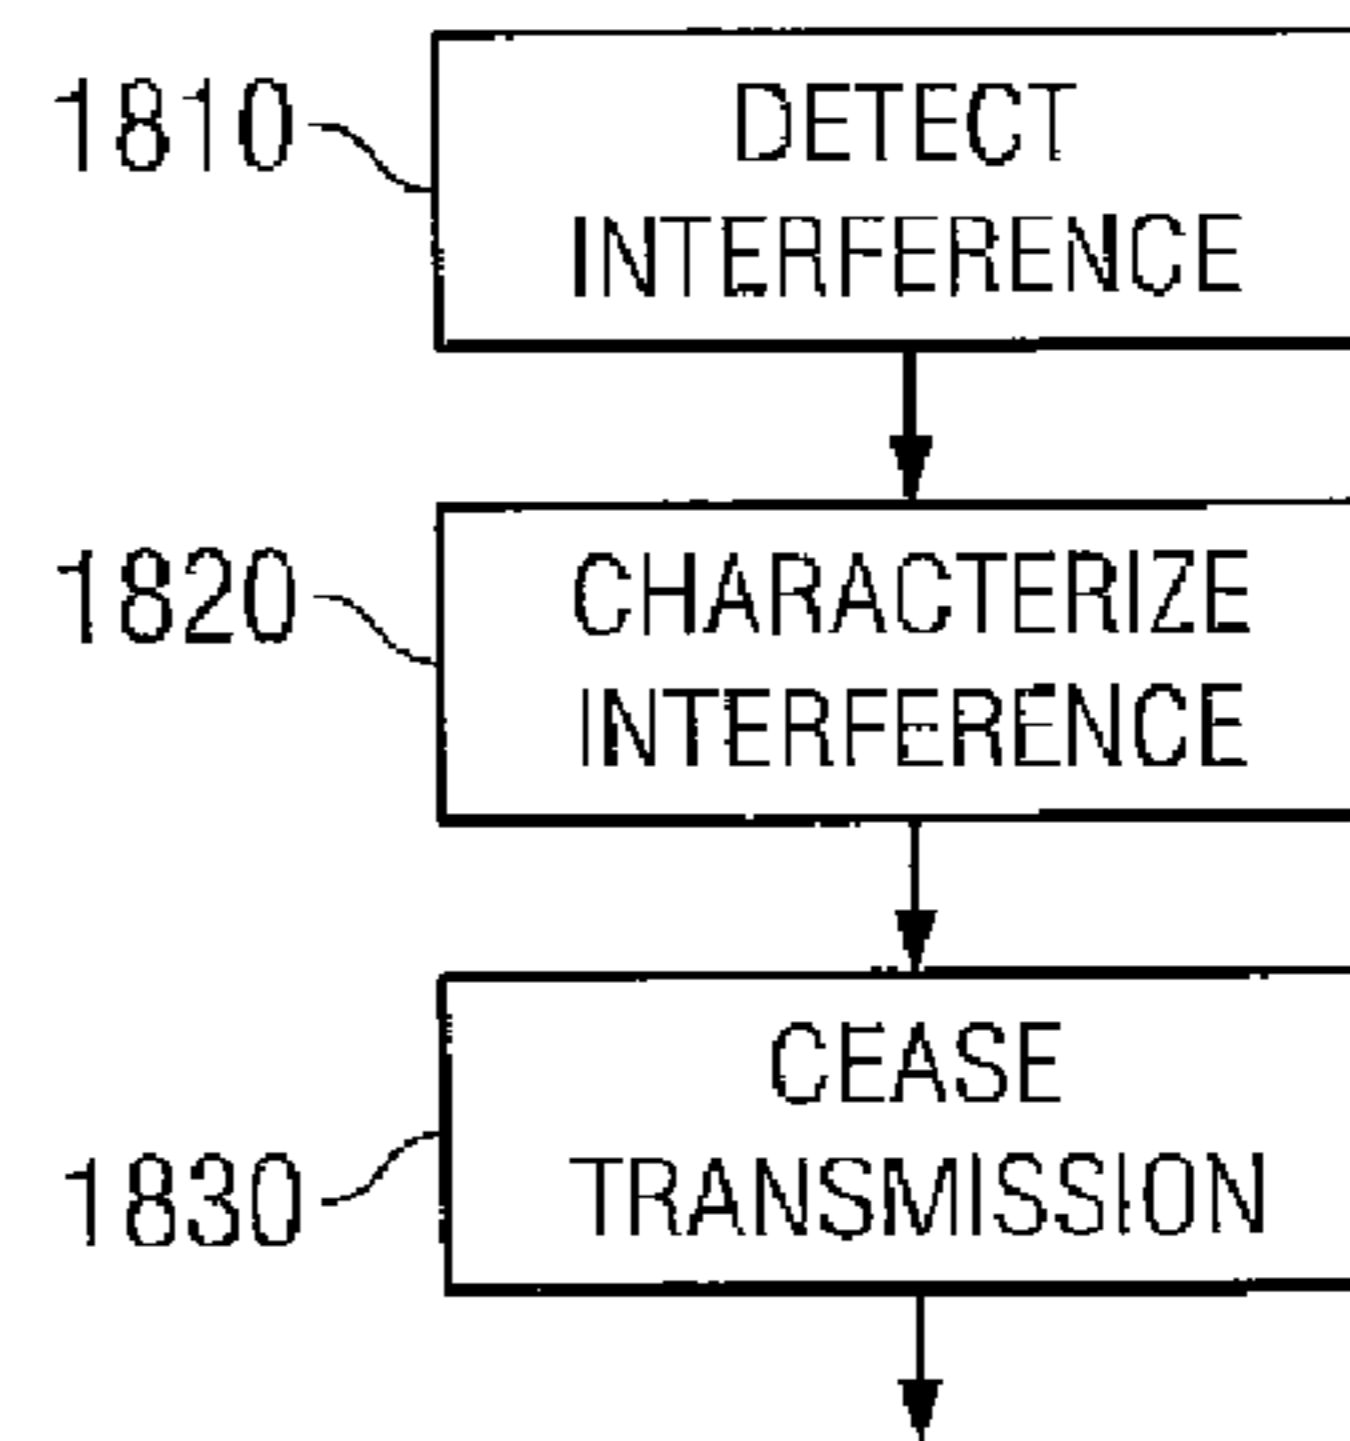 1810
DETECT
INTERFERENCE
1820
CHARACTERIZE
INTERFERENCE
CEASE
1830
TRANSMISSION